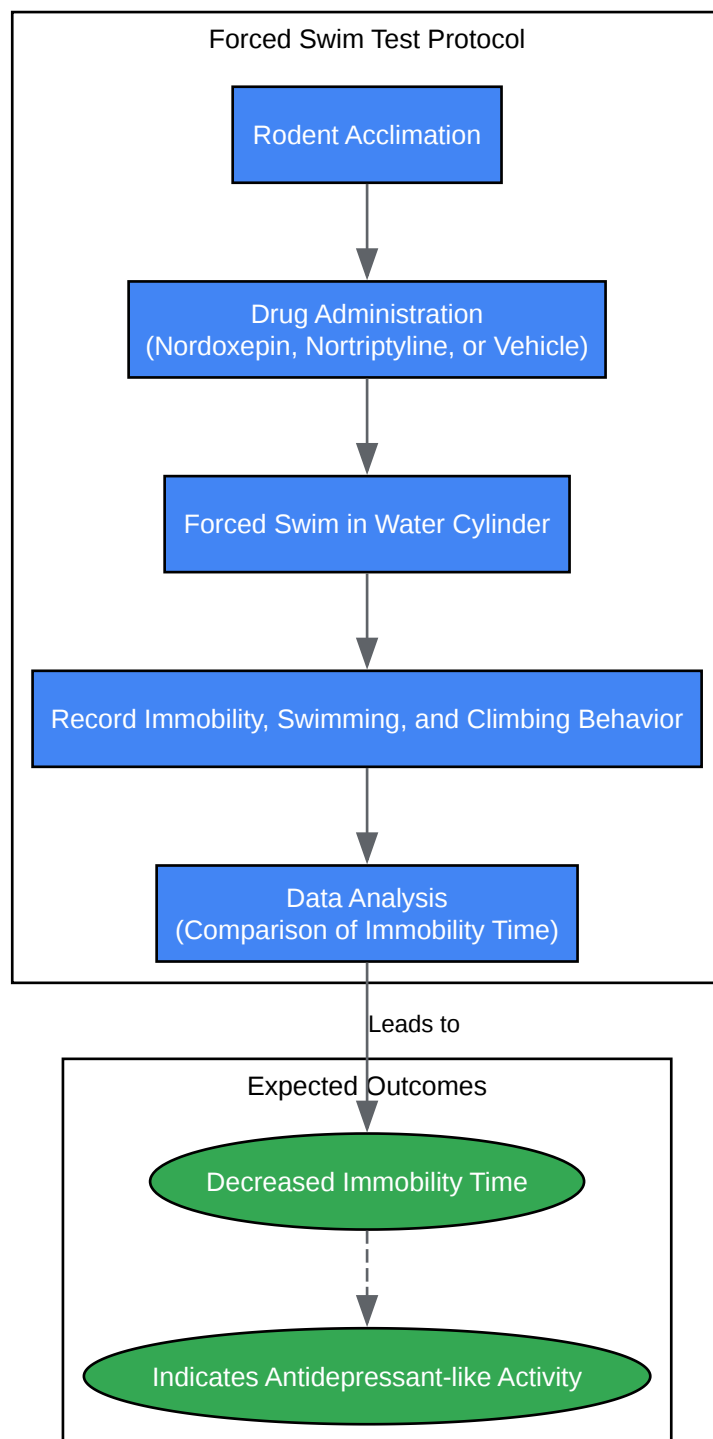 Forced Swim Test Protocol
Rodent Acclimation
Drug Administration
(Nordoxepin, Nortriptyline, or Vehicle)
Forced Swim in Water Cylinder
Record Immobility, Swimming, and Climbing Behavior
Data Analysis
(Comparison of Immobility Time)
Leads to
Expected Outcomes
Decreased Immobility Time
Indicates Antidepressant-like Activity